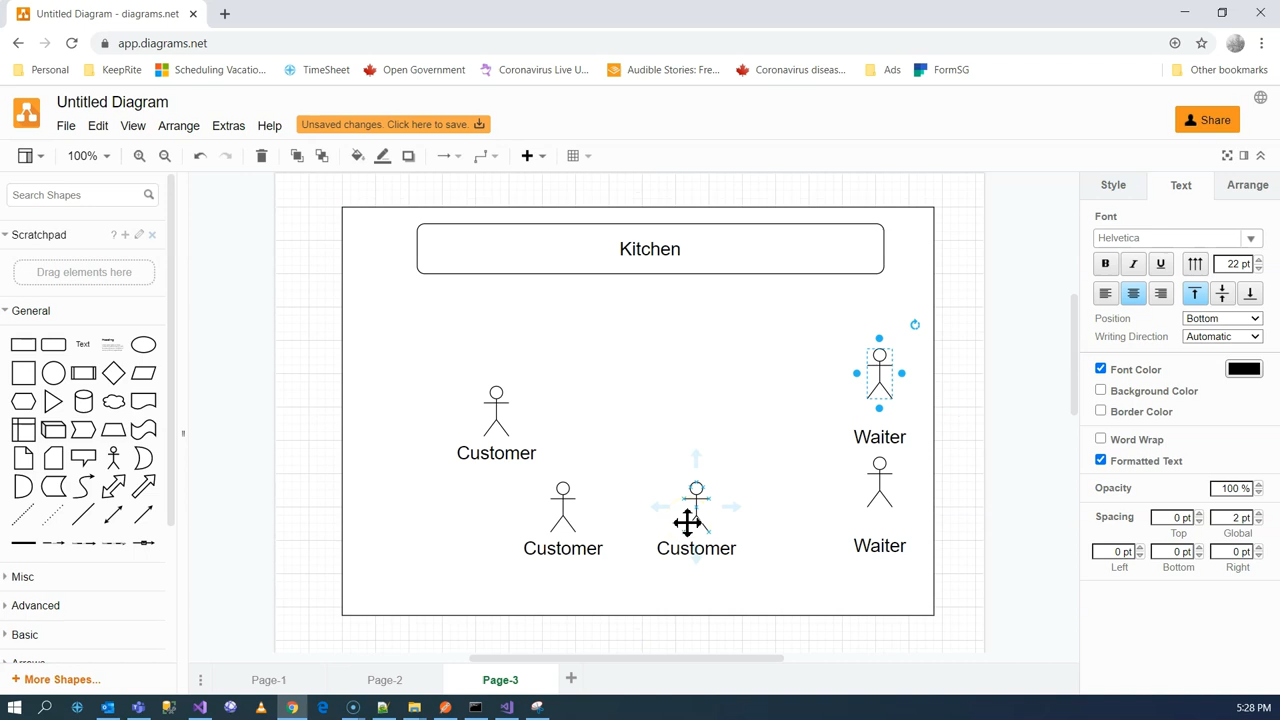 Untitled Diagram - diagrams.net
app.diagrams.net
Personal
KeepRite
Scheduling Vacatio...
TimeSheet
Open Government
Coronavirus Live U...
Audible Stories: Fre...
Coronavirus diseas...
Ads
FormSG
Other bookmarks
Untitled Diagram
File Edit View Arrange Extras Help
Unsaved changes. Click here to save.
Share
100%
Search Shapes
Scratchpad
?
Drag elements here
General
Text
Heading
Misc
Advanced
Basic
Arrows
+ More Shapes...
Kitchen
Customer
Waiter
Customer
Customer
Waiter
Page-1
Page-2
Page-3
Style
Text
Arrange
Font
Helvetica
B
I
U
22 pt
Position
Bottom
Writing Direction
Automatic
Font Color
Background Color
Border Color
Word Wrap
Formatted Text
Opacity
100 %
Spacing
0 pt
2 pt
Top
Global
0 pt
0 pt
0 pt
Left
Bottom
Right
5:28 PM